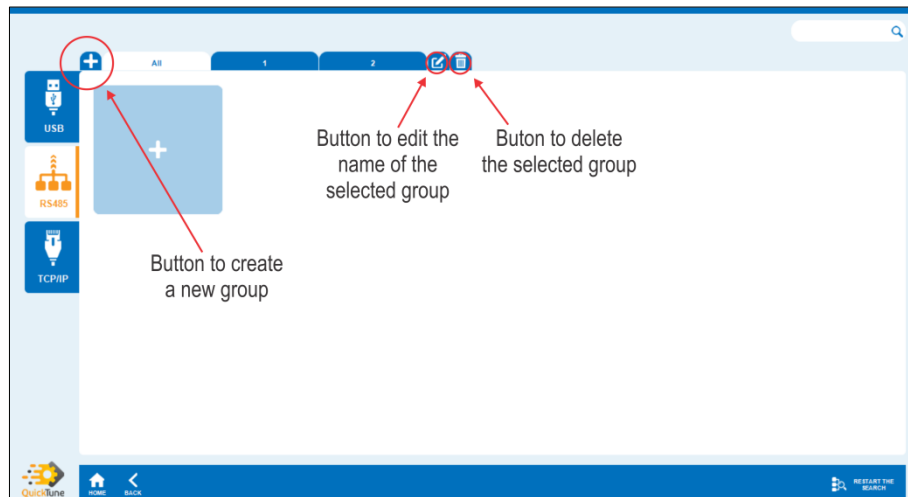 All
1
2
USB
RS485
TCP/IP
Button to edit the
name of the
selected group
Buton to delete
the selected group
Button to create
a new group
QuickTune
HOME
BACK
RESTART THE
SEARCH